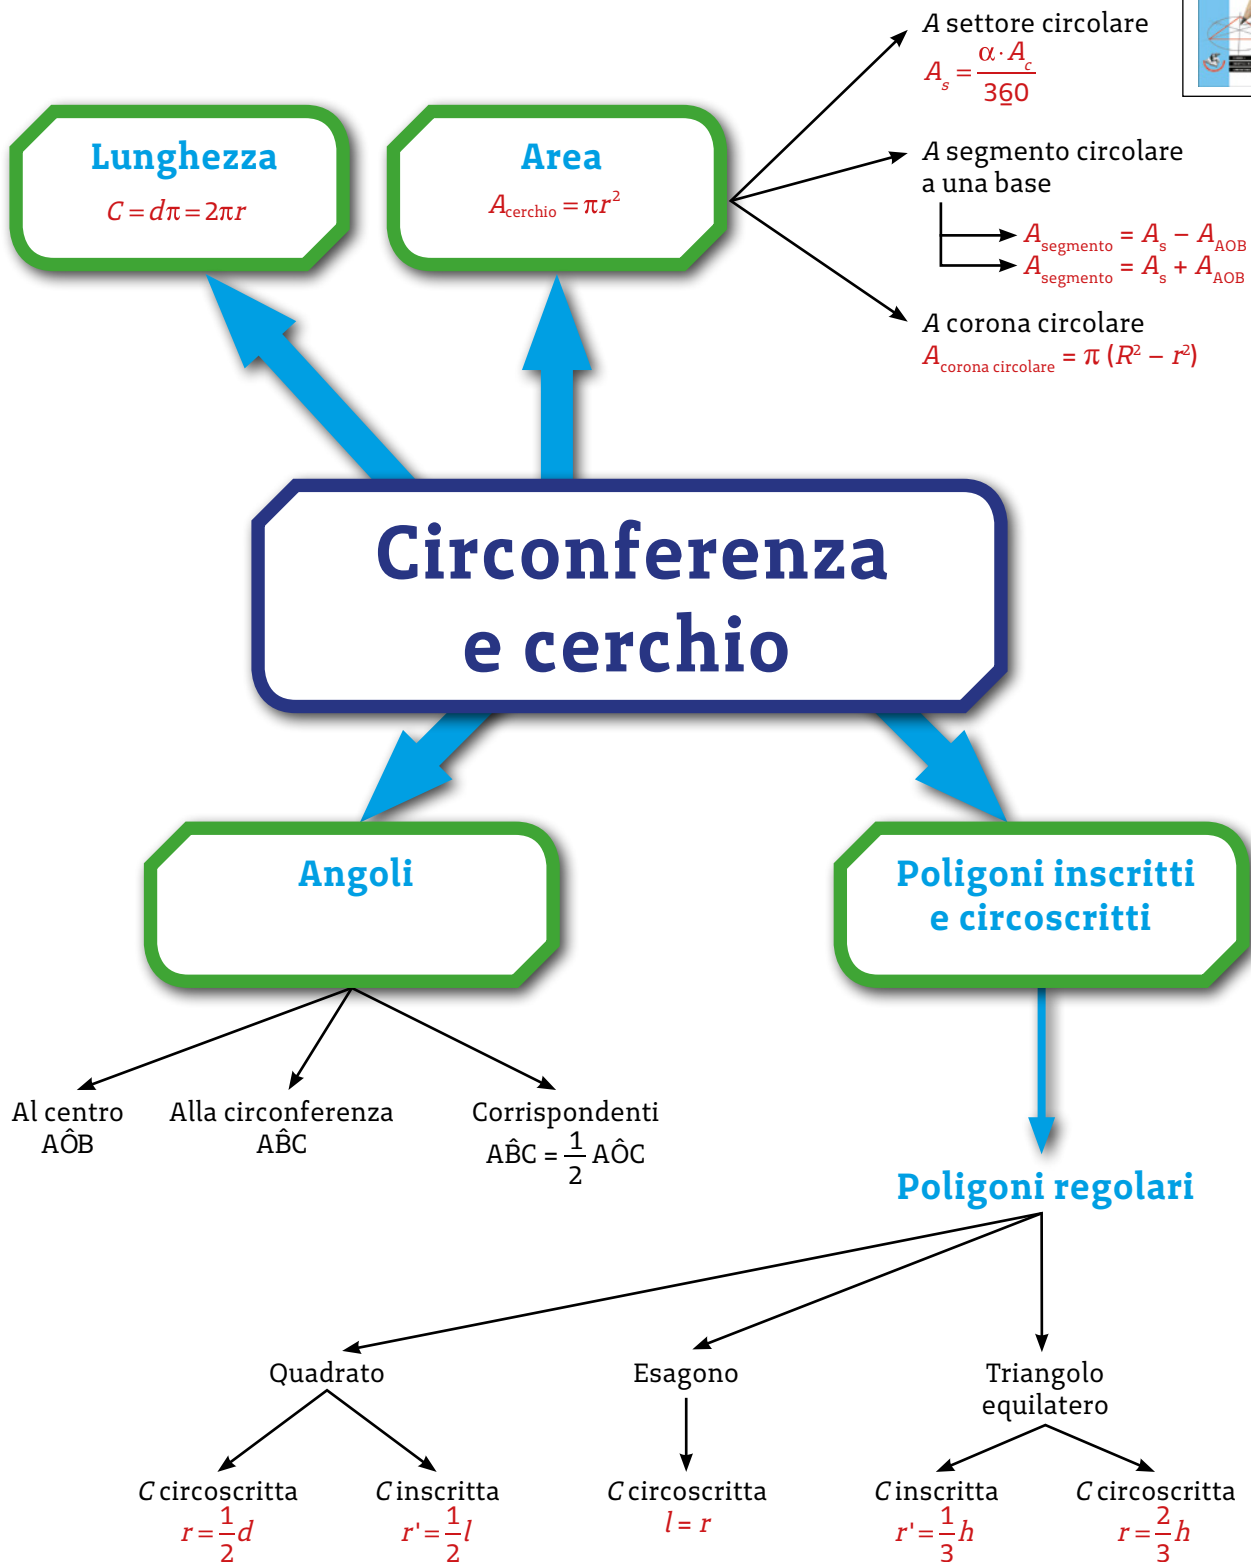 A settore circolare
A_s = α · A_c / 360
A segmento circolare
a una base
A_segmento = A_s – A_AOB
A_segmento = A_s + A_AOB
A corona circolare
A_corona circolare = π (R² – r²)
Lunghezza
C = dπ = 2πr
Area
A_cerchio = πr²
Circonferenza
e cerchio
Angoli
Al centro
AÔB
Alla circonferenza
AB̂C
Corrispondenti
AB̂C = 1/2 AÔC
Poligoni inscritti
e circoscritti
Poligoni regolari
Quadrato
C circoscritta
r = 1/2 d
C inscritta
r' = 1/2 l
Esagono
C circoscritta
l = r
Triangolo
equilatero
C inscritta
r' = 1/3 h
C circoscritta
r = 2/3 h